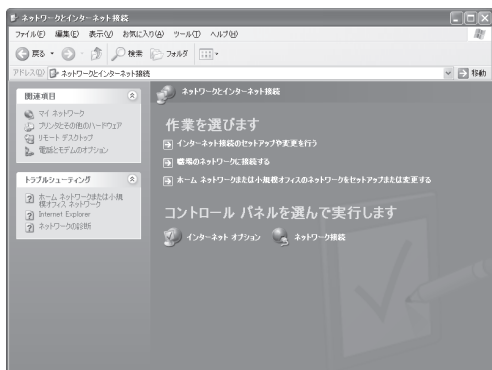 ネットワークとインターネット接続
ファイル(F) 編集(E) 表示(V) お気に入り(A) ツール(T) ヘルプ(H)
戻る 検索 フォルダ
アドレス(D) ネットワークとインターネット接続 移動
関連項目
マイ ネットワーク
プリンタとその他のハードウェア
リモート デスクトップ
電話とモデムのオプション
トラブルシューティング
ホーム ネットワークまたは小規
模オフィス ネットワーク
Internet Explorer
ネットワークの診断
ネットワークとインターネット接続
作業を選びます
インターネット接続のセットアップや変更を行う
職場のネットワークに接続する
ホーム ネットワークまたは小規模オフィスのネットワークをセットアップまたは変更する
コントロール パネルを選んで実行します
インターネット オプション ネットワーク接続